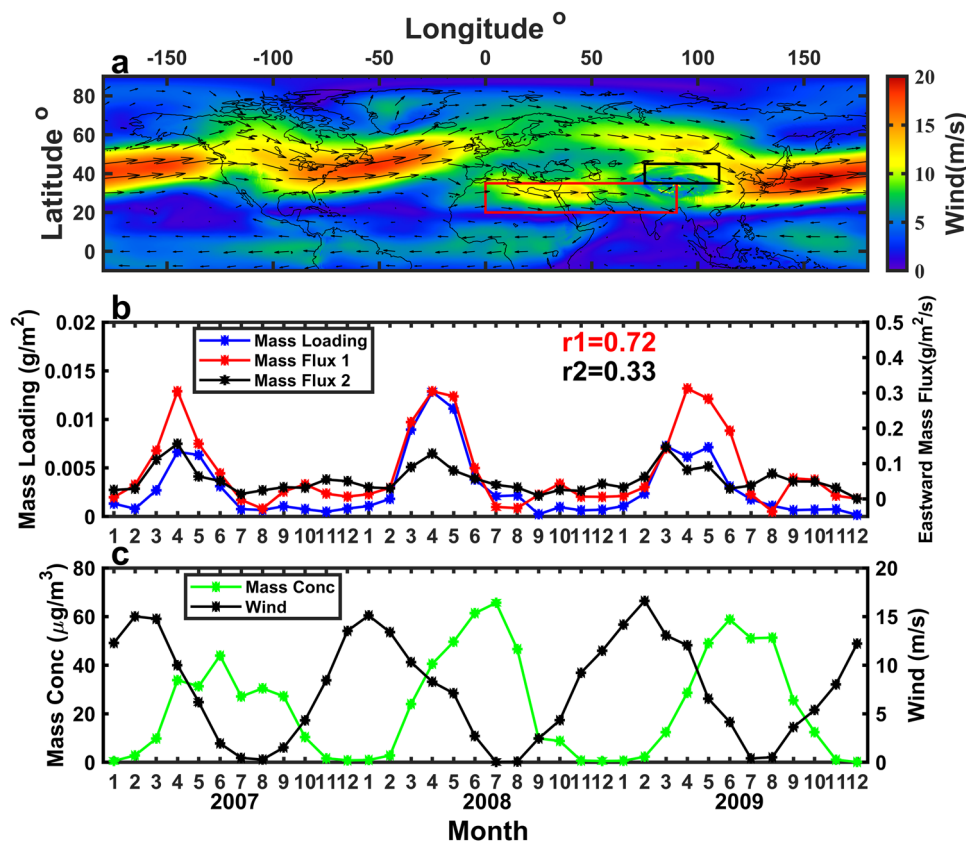 Longitude °
a
-150 -100 -50 0 50 100 150
Latitude °
80
60
40
20
0
20
15
10
5
0
Wind(m/s)
b
Mass Loading (g/m²)
0.02
0.015
0.01
0.005
0
Mass Loading
Mass Flux 1
Mass Flux 2
r1=0.72
r2=0.33
0.5
0.4
0.3
0.2
0.1
0
Eastward Mass Flux(g/m²/s)
1 2 3 4 5 6 7 8 9 10 11 12 1 2 3 4 5 6 7 8 9 10 11 12 1 2 3 4 5 6 7 8 9 10 11 12
c
Mass Conc (μg/m³)
80
60
40
20
0
Mass Conc
Wind
20
15
10
5
0
Wind (m/s)
1 2 3 4 5 6 7 8 9 10 11 12 1 2 3 4 5 6 7 8 9 10 11 12 1 2 3 4 5 6 7 8 9 10 11 12
2007 2008 2009
Month